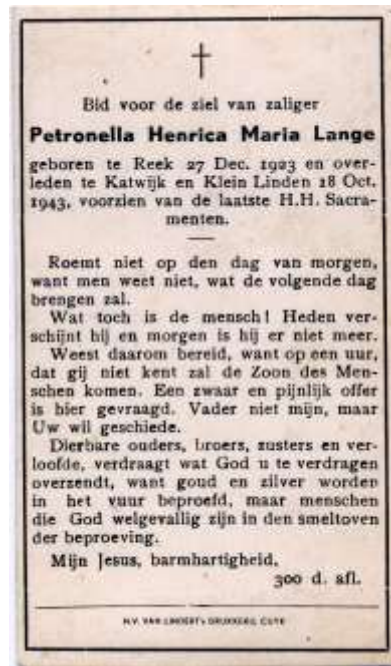 Bid voor de ziel van zaliger
Petronella Henrica Maria Lange
geboren te Reek 27 Dec. 1923 en over-
leden te Katwijk en Klein Linden 18 Oct.
1943, voorzien van de laatste H.H. Sacra-
menten.
Roemt niet op den dag van morgen,
want men weet niet, wat de volgende dag
brengen zal.
Wat toch is de mensch! Heden ver-
schijnt hij en morgen is hij er niet meer.
Weest daarom bereid, want op een uur,
dat gij niet kent zal de Zoon des Men-
schen komen. Een zwaar en pijnlijk offer
is hier gevraagd. Vader niet mijn, maar
Uw wil geschiede.
Dierbare ouders, broers, zusters en ver-
loofde, verdraagt wat God u te verdragen
overzendt, want goud en zilver worden
in het vuur beproefd, maar menschen
die God welgevallig zijn in den smeltoven
der beproeving.
Mijn Jesus, barmhartigheid.
300 d. afl.
N.V. VAN LINDERT's DRUKKERIJ, CUYK